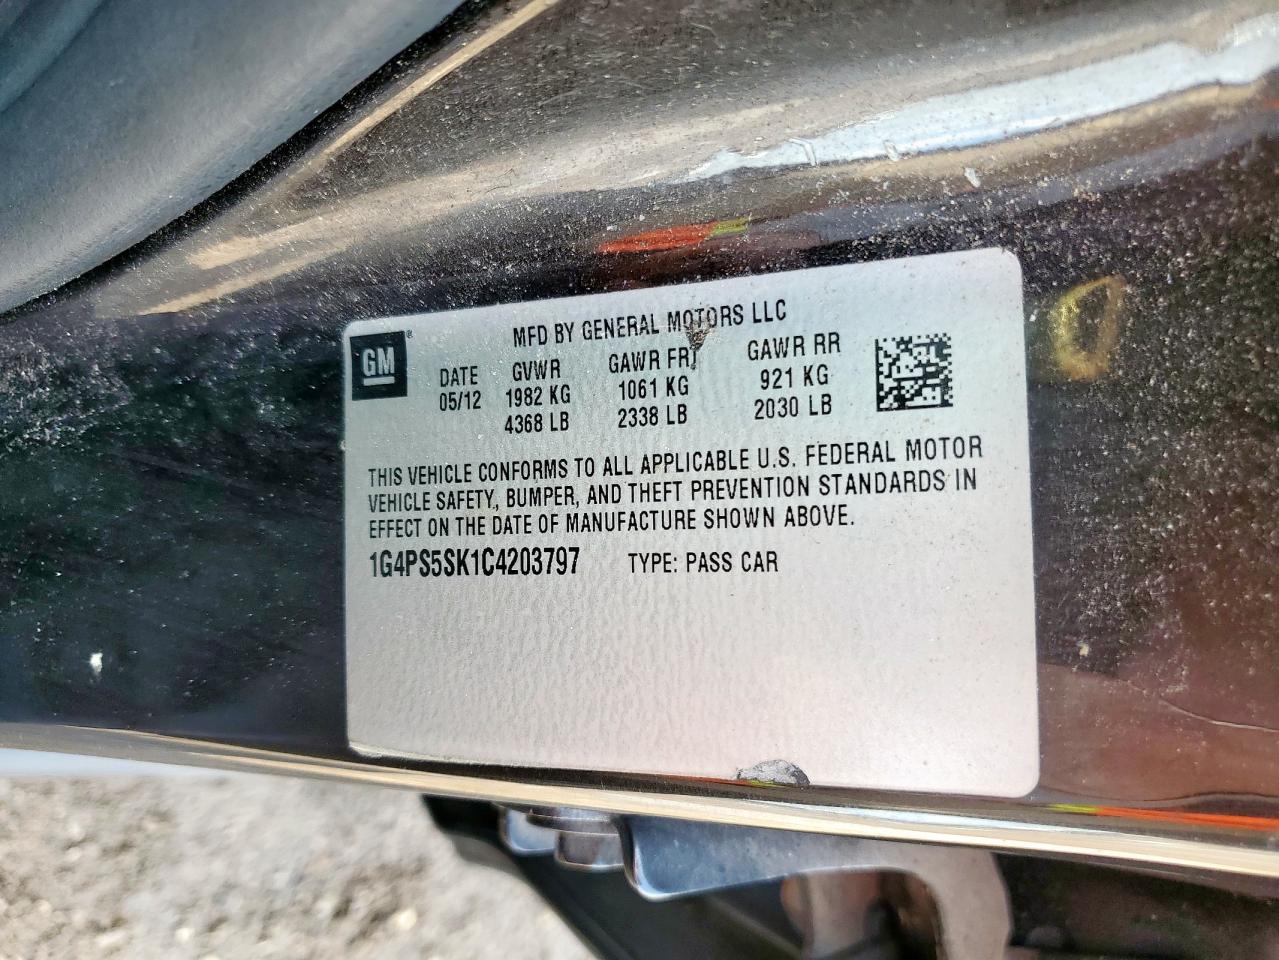 GM®
MFD BY GENERAL MOTORS LLC
DATE GVWR GAWR FRT GAWR RR
05/12 1982 KG 1061 KG 921 KG
4368 LB 2338 LB 2030 LB
THIS VEHICLE CONFORMS TO ALL APPLICABLE U.S. FEDERAL MOTOR
VEHICLE SAFETY, BUMPER, AND THEFT PREVENTION STANDARDS IN
EFFECT ON THE DATE OF MANUFACTURE SHOWN ABOVE.
1G4PS5SK1C4203797 TYPE: PASS CAR